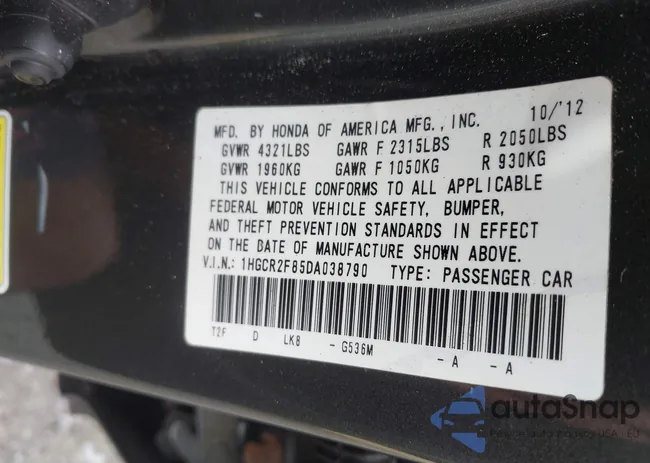 10/'12
MFD. BY HONDA OF AMERICA MFG., INC.
GVWR 4321LBS GAWR F 2315LBS R 2050LBS
GVWR 1960KG GAWR F 1050KG R 930KG
THIS VEHICLE CONFORMS TO ALL APPLICABLE
FEDERAL MOTOR VEHICLE SAFETY, BUMPER,
AND THEFT PREVENTION STANDARDS IN EFFECT
ON THE DATE OF MANUFACTURE SHOWN ABOVE.
V.I.N.: 1HGCR2F85DA038790 TYPE: PASSENGER CAR
T2F D LK8 - G536M - A - A
autoSnap